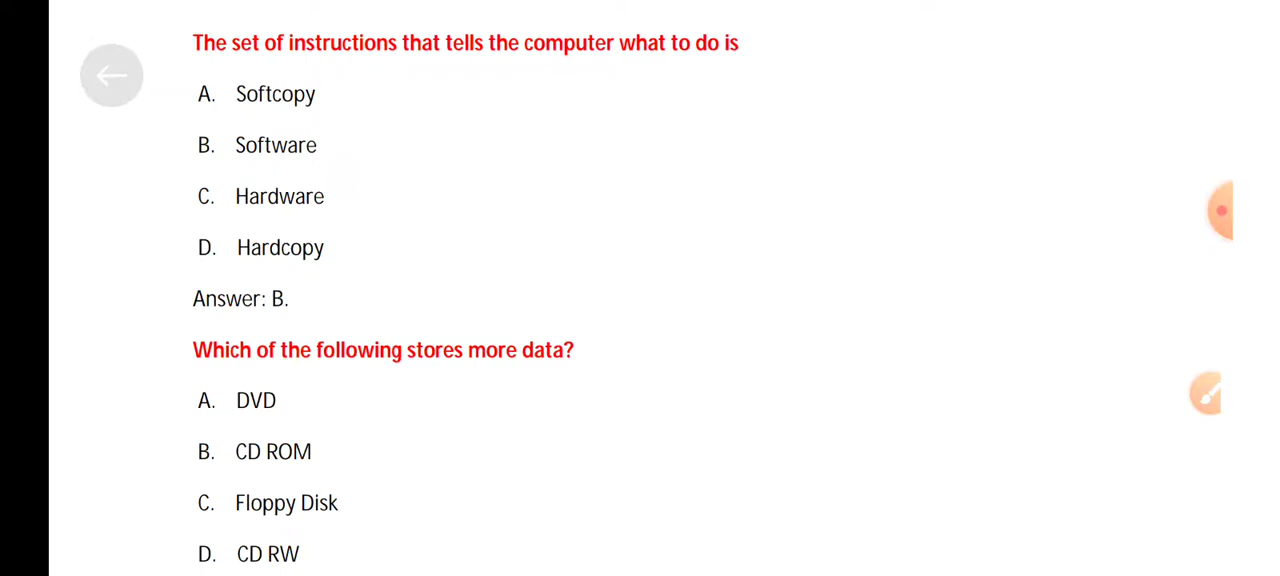 The set of instructions that tells the computer what to do is
A. Softcopy
B. Software
C. Hardware
D. Hardcopy
Answer: B.
Which of the following stores more data?
A. DVD
B. CD ROM
C. Floppy Disk
D. CD RW